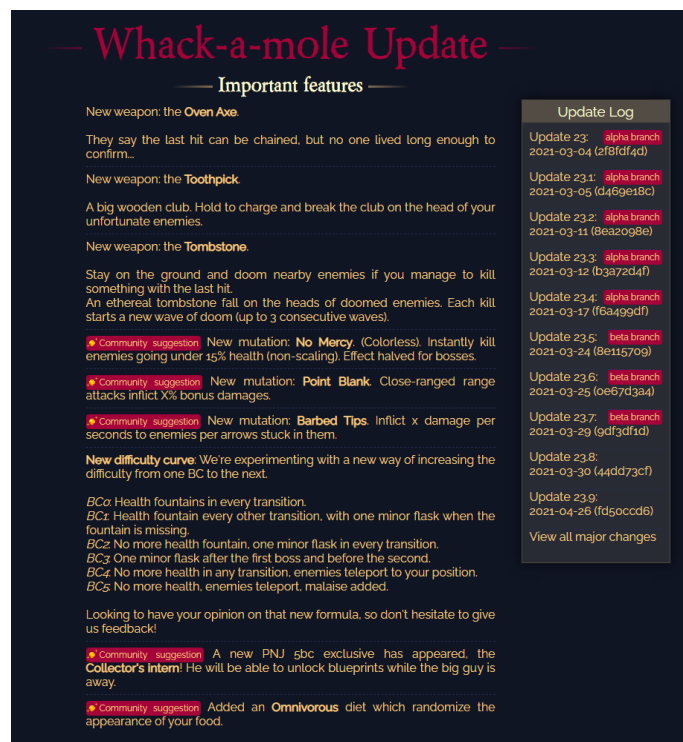 Whack-a-mole Update
Important features
New weapon: the Oven Axe.
They say the last hit can be chained, but no one lived long enough to
confirm...
New weapon: the Toothpick.
A big wooden club. Hold to charge and break the club on the head of your
unfortunate enemies.
New weapon: the Tombstone.
Stay on the ground and doom nearby enemies if you manage to kill
something with the last hit.
An ethereal tombstone fall on the heads of doomed enemies. Each kill
starts a new wave of doom (up to 3 consecutive waves).
Community suggestion New mutation: No Mercy. (Colorless). Instantly kill
enemies going under 15% health (non-scaling). Effect halved for bosses.
Community suggestion New mutation: Point Blank. Close-ranged range
attacks inflict X% bonus damages.
Community suggestion New mutation: Barbed Tips. Inflict x damage per
seconds to enemies per arrows stuck in them.
New difficulty curve: We're experimenting with a new way of increasing the
difficulty from one BC to the next.
BC0: Health fountains in every transition.
BC1: Health fountain every other transition, with one minor flask when the
fountain is missing.
BC2: No more health fountain, one minor flask in every transition.
BC3: One minor flask after the first boss and before the second.
BC4: No more health in any transition, enemies teleport to your position.
BC5: No more health, enemies teleport, malaise added.
Looking to have your opinion on that new formula, so don't hesitate to give
us feedback!
Community suggestion A new PNJ 5bc exclusive has appeared, the
Collector's intern! He will be able to unlock blueprints while the big guy is
away.
Community suggestion Added an Omnivorous diet which randomize the
appearance of your food.
Update Log
Update 23: alpha branch
2021-03-04 (2f8fdf4d)
Update 23.1: alpha branch
2021-03-05 (d469e18c)
Update 23.2: alpha branch
2021-03-11 (8ea2098e)
Update 23.3: alpha branch
2021-03-12 (b3a72d4f)
Update 23.4: alpha branch
2021-03-17 (f6a499df)
Update 23.5: beta branch
2021-03-24 (8e115709)
Update 23.6: beta branch
2021-03-25 (0e67d3a4)
Update 23.7: beta branch
2021-03-29 (9df3df1d)
Update 23.8:
2021-03-30 (44dd73cf)
Update 23.9:
2021-04-26 (fd50ccd6)
View all major changes